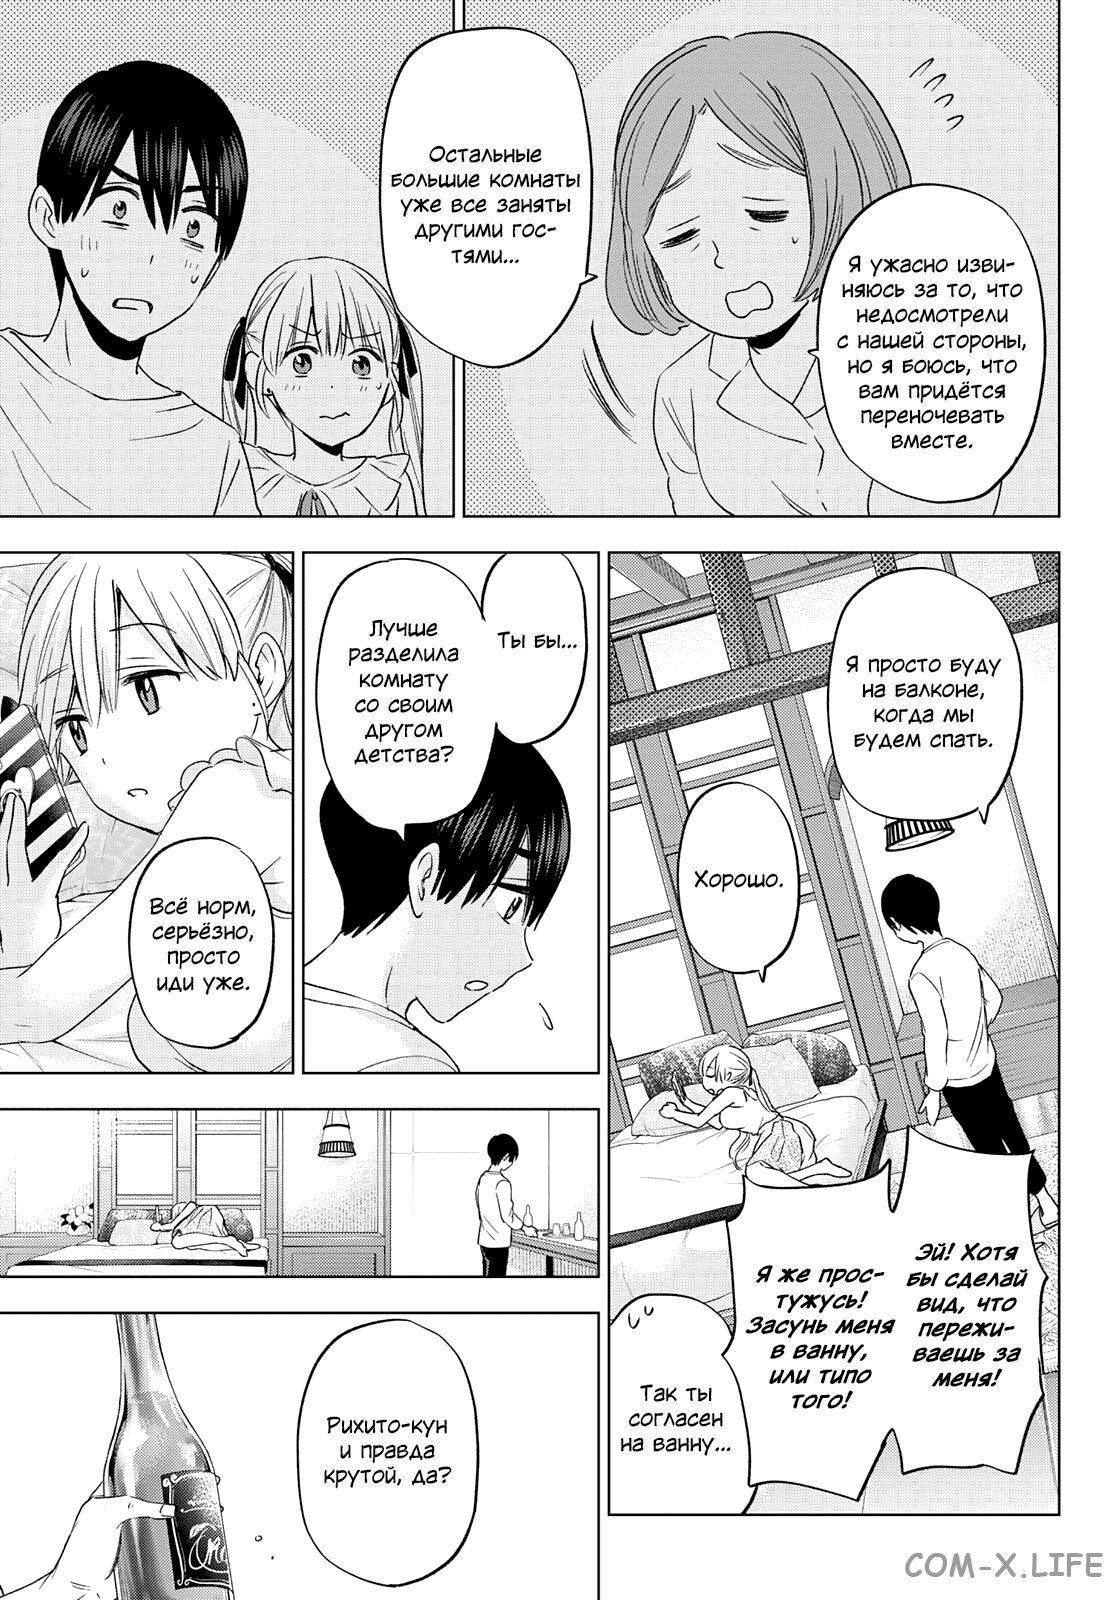 Я ужасно изви-
няюсь за то, что
недосмотрели
с нашей стороны,
но я боюсь, что
вам придётся
переночевать
вместе.
Остальные
большие комнаты
уже все заняты
другими гос-
тями...
Я просто буду
на балконе,
когда мы
будем спать.
Хорошо.
Эй! Хотя
бы сделай
вид, что
пережи-
ваешь за
меня!
Я же прос-
тужусь!
Засунь меня
в ванну,
или типо
того!
Так ты
согласен
на ванну...
Ты бы...
Лучше
разделила
комнату
со своим
другом
детства?
Всё норм,
серьёзно,
просто
иди уже.
Рихито-кун
и правда
крутой, да?
COM-X.LIFE